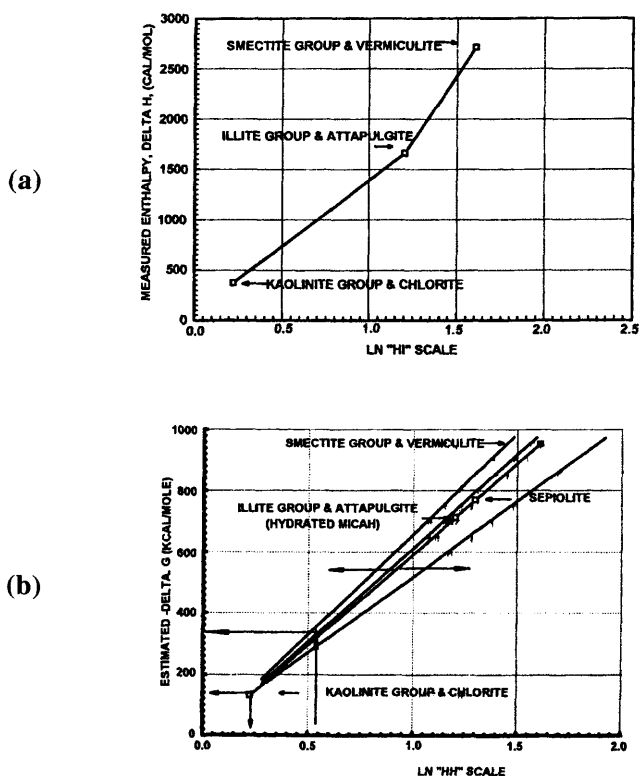 (a)
MEASURED ENTHALPY, DELTA H, (CAL/MOL)
3000
2500
2000
1500
1000
500
0
SMECTITE GROUP & VERMICULITE
ILLITE GROUP & ATTAPULGITE
KAOLINITE GROUP & CHLORITE
0.0 0.5 1.0 1.5 2.0 2.5
LN "HI" SCALE
(b)
ESTIMATED -DELTA. G (KCAL/MOLE)
1000
800
600
400
200
0
SMECTITE GROUP & VERMICULITE
ILLITE GROUP & ATTAPULGITE
(HYDRATED MICAH)
SEPIOLITE
KAOLINITE GROUP & CHLORITE
0.0 0.5 1.0 1.5 2.0
LN "HH" SCALE